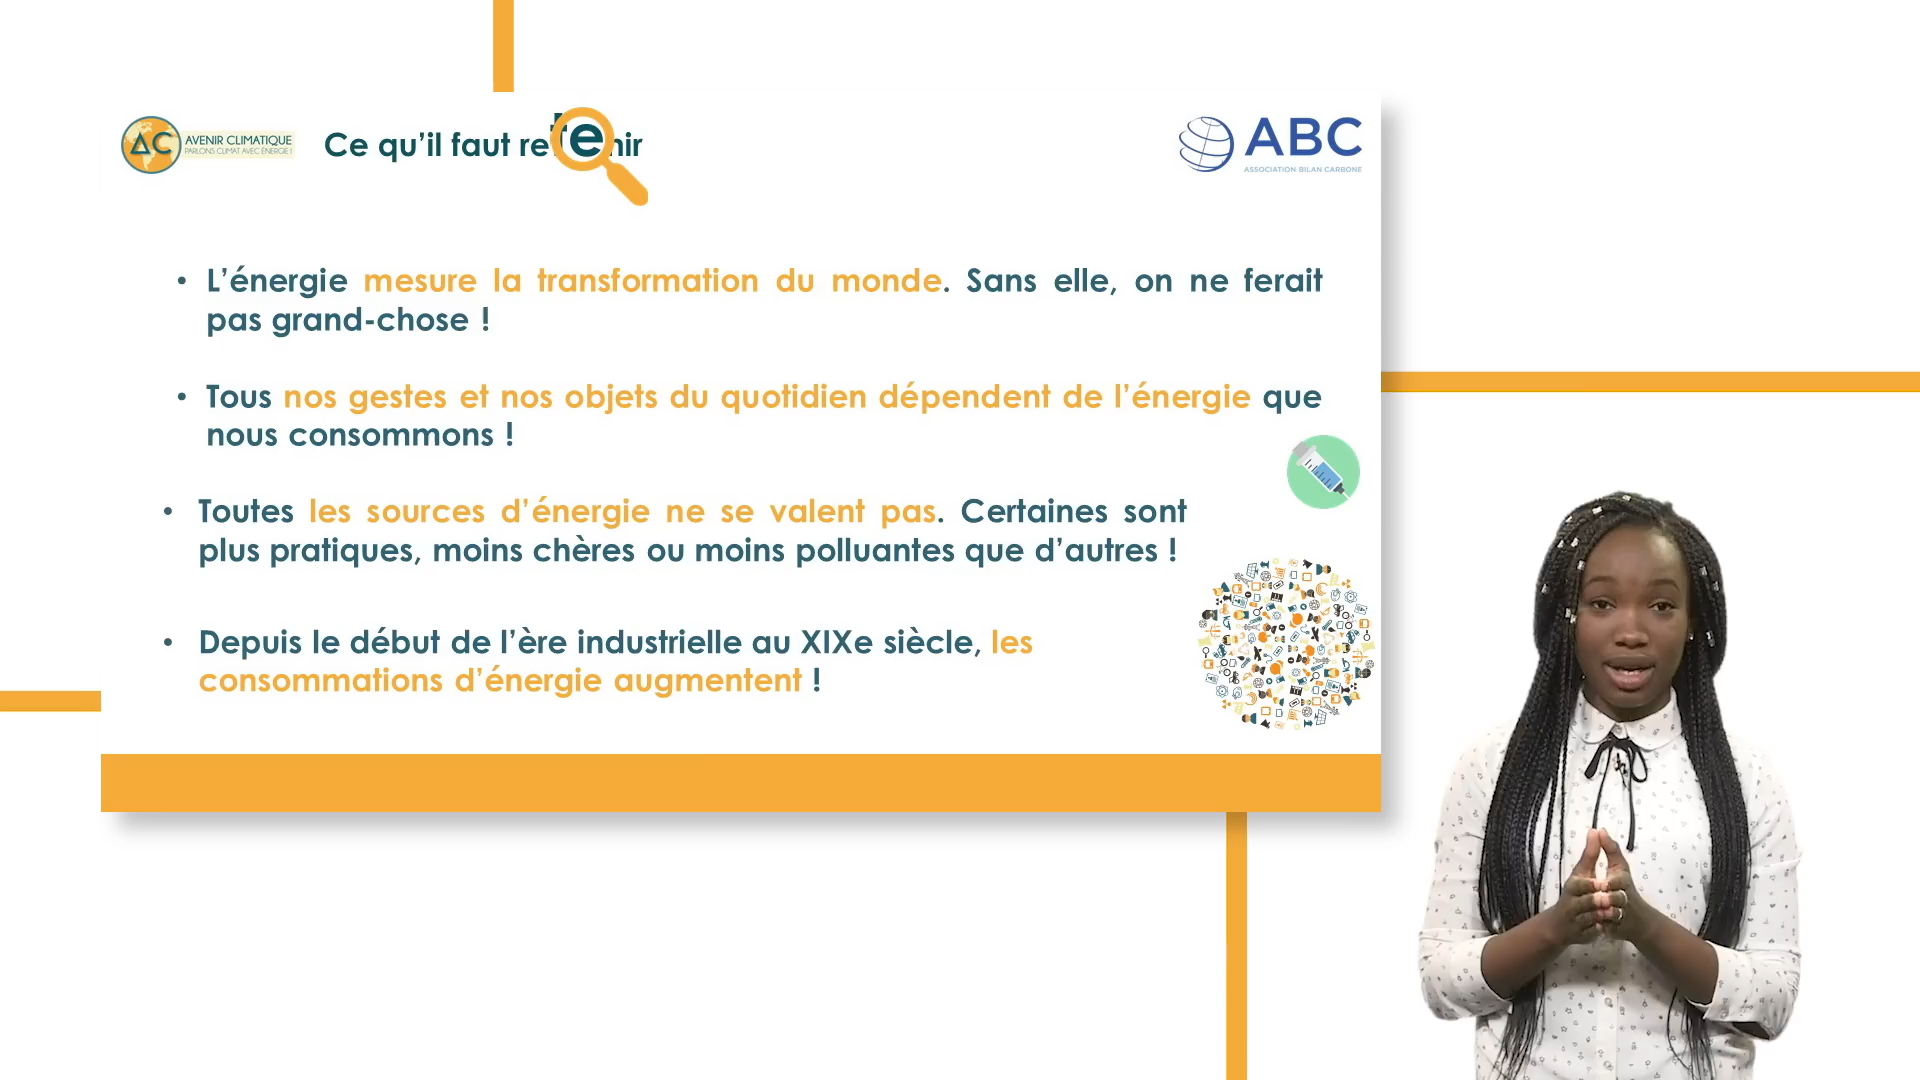 AC AVENIR CLIMATIQUE
PARLONS CLIMAT AVEC ÉNERGIE !
Ce qu'il faut retenir
ABC
ASSOCIATION BILAN CARBONE
• L'énergie mesure la transformation du monde. Sans elle, on ne ferait
pas grand-chose !
• Tous nos gestes et nos objets du quotidien dépendent de l'énergie que
nous consommons !
• Toutes les sources d'énergie ne se valent pas. Certaines sont
plus pratiques, moins chères ou moins polluantes que d'autres !
• Depuis le début de l'ère industrielle au XIXe siècle, les
consommations d'énergie augmentent !